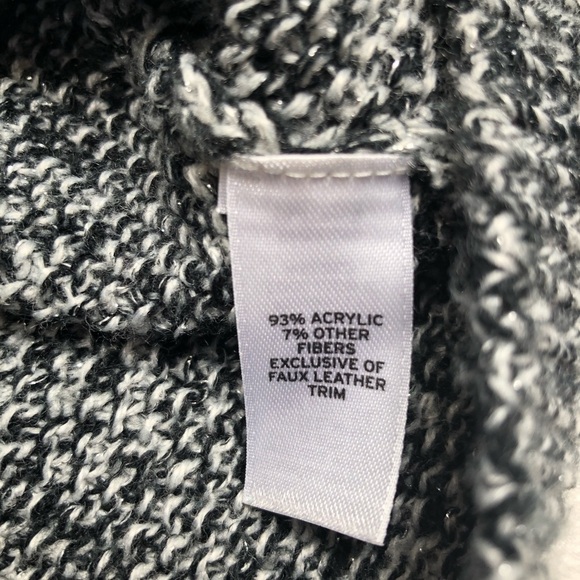 93% ACRYLIC
7% OTHER
FIBERS
EXCLUSIVE OF
FAUX LEATHER
TRIM